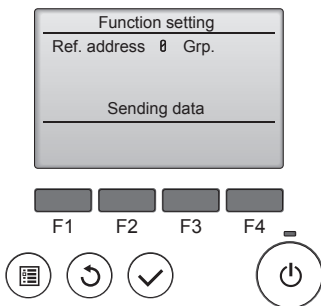 Function setting
Ref. address 0 Grp.
Sending data
F1 F2 F3 F4